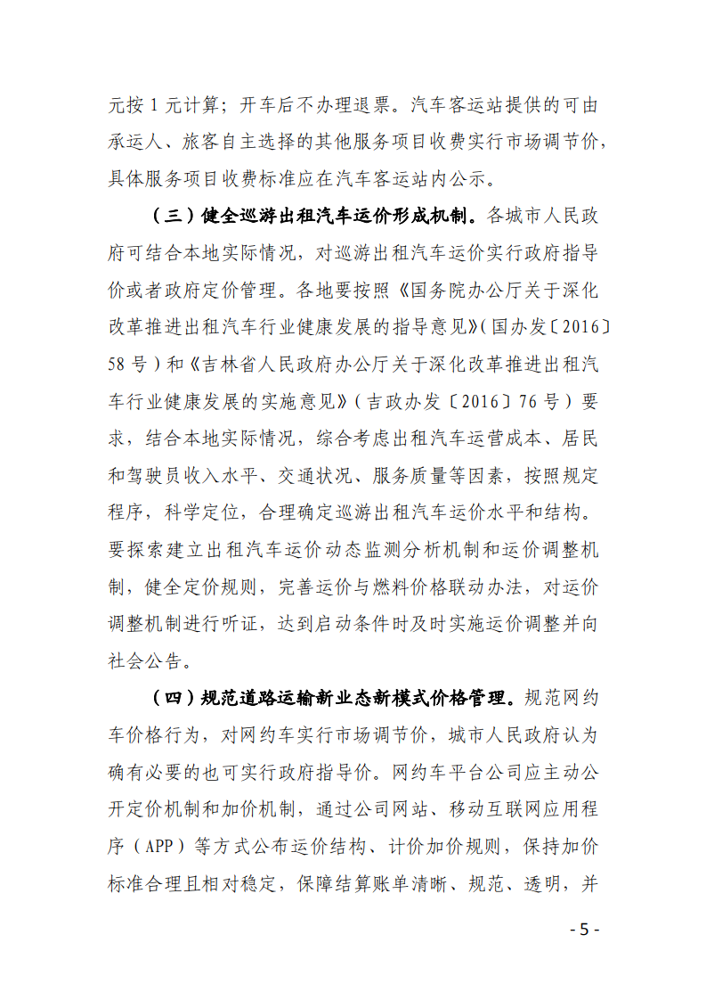 元按 1 元计算；开车后不办理退票。汽车客运站提供的可由
承运人、旅客自主选择的其他服务项目收费实行市场调节价，
具体服务项目收费标准应在汽车客运站内公示。
（三）健全巡游出租汽车运价形成机制。各城市人民政
府可结合本地实际情况，对巡游出租汽车运价实行政府指导
价或者政府定价管理。各地要按照《国务院办公厅关于深化
改革推进出租汽车行业健康发展的指导意见》（国办发〔2016〕
58 号）和《吉林省人民政府办公厅关于深化改革推进出租汽
车行业健康发展的实施意见》（吉政办发〔2016〕76 号）要
求，结合本地实际情况，综合考虑出租汽车运营成本、居民
和驾驶员收入水平、交通状况、服务质量等因素，按照规定
程序，科学定位，合理确定巡游出租汽车运价水平和结构。
要探索建立出租汽车运价动态监测分析机制和运价调整机
制，健全定价规则，完善运价与燃料价格联动办法，对运价
调整机制进行听证，达到启动条件时及时实施运价调整并向
社会公告。
（四）规范道路运输新业态新模式价格管理。规范网约
车价格行为，对网约车实行市场调节价，城市人民政府认为
确有必要的也可实行政府指导价。网约车平台公司应主动公
开定价机制和加价机制，通过公司网站、移动互联网应用程
序（APP）等方式公布运价结构、计价加价规则，保持加价
标准合理且相对稳定，保障结算账单清晰、规范、透明，并
- 5 -